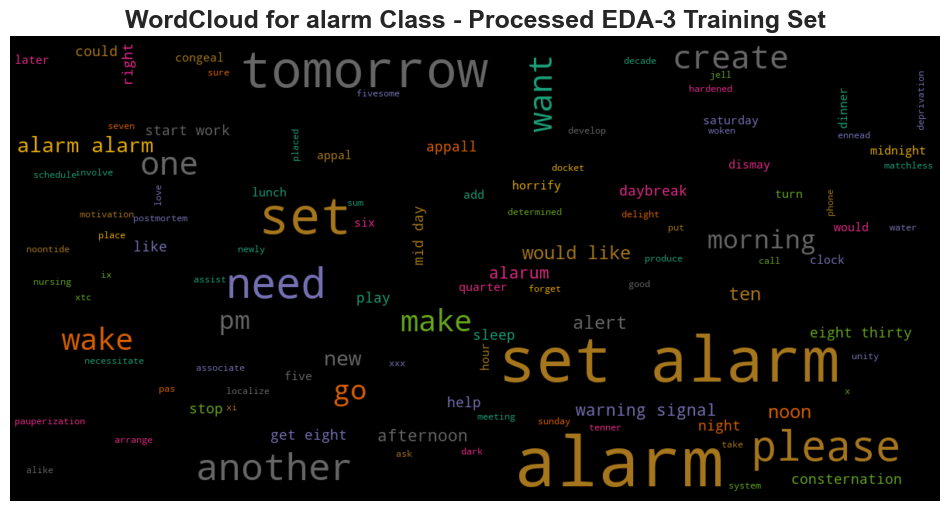 WordCloud for alarm Class - Processed EDA-3 Training Set
later
could
right
congeal
sure
tomorrow
fivesome
want
decade
create
jell
hardened
deprivation
seven
start work
placed
appal
appall
develop
saturday
woken
dinner
ennead
midnight
alarm alarm
one
schedule
involve
love
lunch
sum
set
six
add
horrify
docket
daybreak
dismay
matchless
turn
phone
motivation
postmortem
place
like
noontide
newly
mid day
determined
delight
put
would
water
would like
morning
nursing
ix
xtc
assist
need
play
alarum
quarter
forget
produce
good
call
clock
ten
wake
pm
make
sleep
alert
eight thirty
necessitate
associate
new
xxx
hour
set alarm
unity
pas
localize
five
go
x
stop
xi
help
meeting
warning signal
noon
pauperization
arrange
get eight
afternoon
sunday
tenner
night
alike
another
ask
dark
alarm
take
please
system
consternation